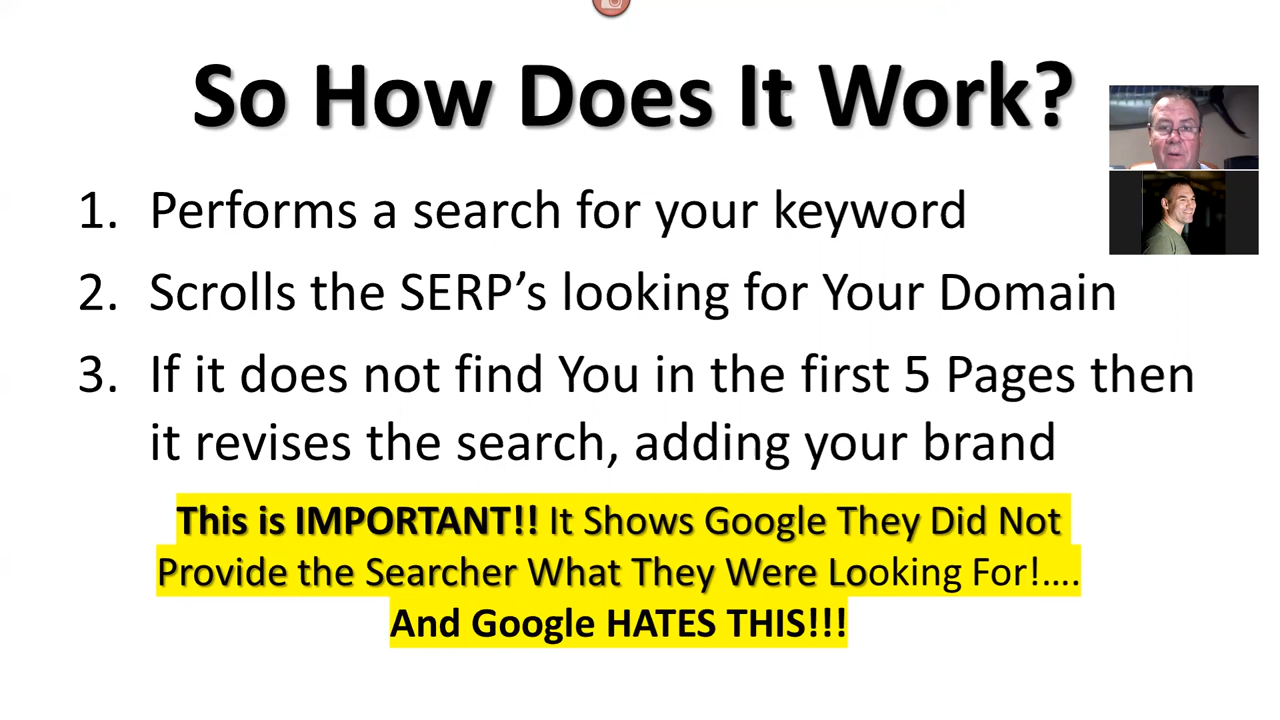 So How Does It Work?
1. Performs a search for your keyword
2. Scrolls the SERP’s looking for Your Domain
3. If it does not find You in the first 5 Pages then
it revises the search, adding your brand
This is IMPORTANT!! It Shows Google They Did Not
Provide the Searcher What They Were Looking For!....
And Google HATES THIS!!!